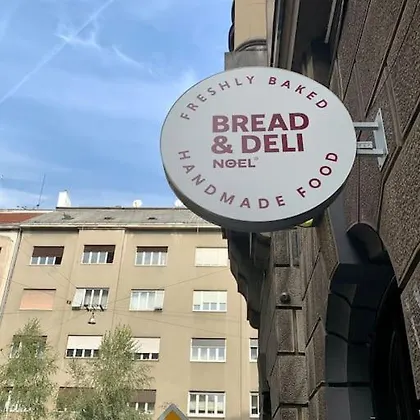 FRESHLY BAKED
BREAD
& DELI
NOEL
HANDMADE FOOD